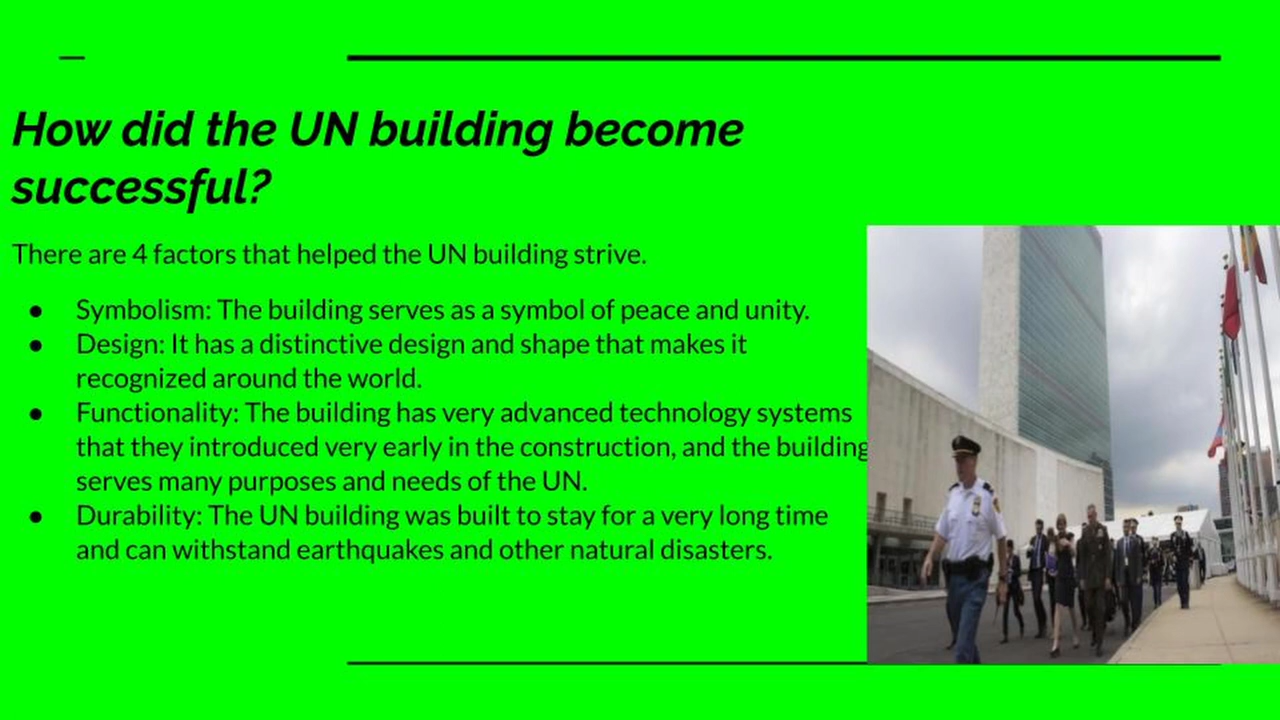 How did the UN building become
successful?
There are 4 factors that helped the UN building strive.
● Symbolism: The building serves as a symbol of peace and unity.
● Design: It has a distinctive design and shape that makes it
recognized around the world.
● Functionality: The building has very advanced technology systems
that they introduced very early in the construction, and the building
serves many purposes and needs of the UN.
● Durability: The UN building was built to stay for a very long time
and can withstand earthquakes and other natural disasters.